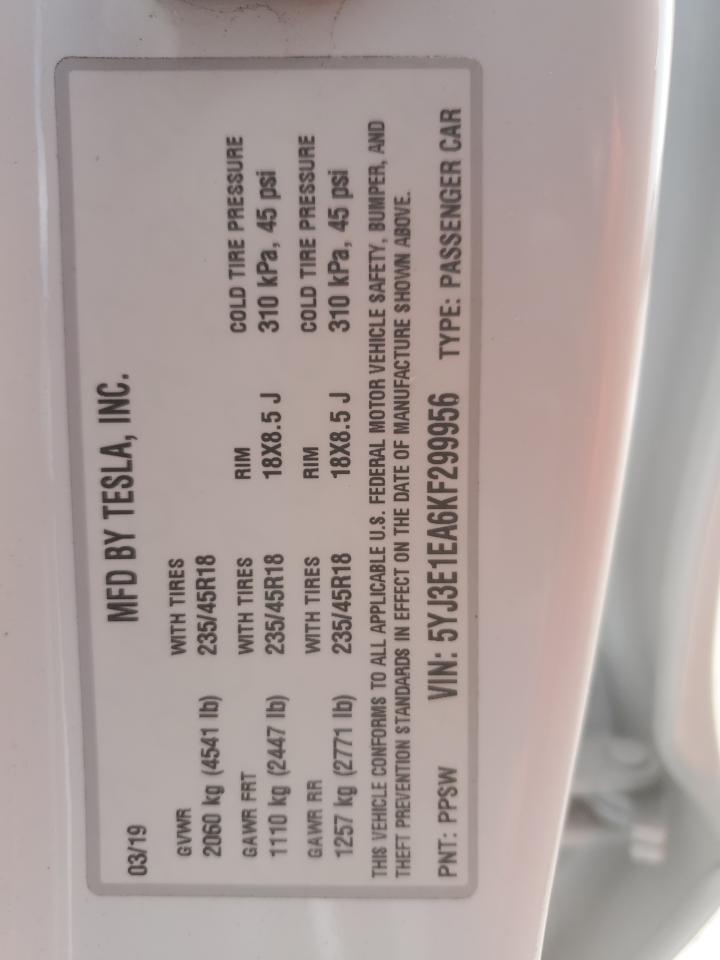 MFD BY TESLA, INC.
03/19
GVWR WITH TIRES
2060 kg (4541 lb) 235/45R18
GAWR FRT WITH TIRES RIM COLD TIRE PRESSURE
1110 kg (2447 lb) 235/45R18 18X8.5 J 310 kPa, 45 psi
GAWR RR WITH TIRES RIM COLD TIRE PRESSURE
1257 kg (2771 lb) 235/45R18 18X8.5 J 310 kPa, 45 psi
THIS VEHICLE CONFORMS TO ALL APPLICABLE U.S. FEDERAL MOTOR VEHICLE SAFETY, BUMPER, AND
THEFT PREVENTION STANDARDS IN EFFECT ON THE DATE OF MANUFACTURE SHOWN ABOVE.
PNT: PPSW VIN: 5YJ3E1EA6KF299956 TYPE: PASSENGER CAR